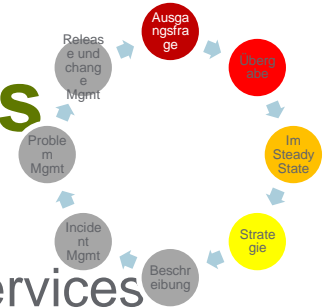 Ausga
ngsfra
ge
Überg
abe
Im
Steady
State
Strate
gie
Beschr
eibung
Incide
nt
Mgmt
Proble
m
Mgmt
Releas
e und
chang
e
Mgmt
s
ervices